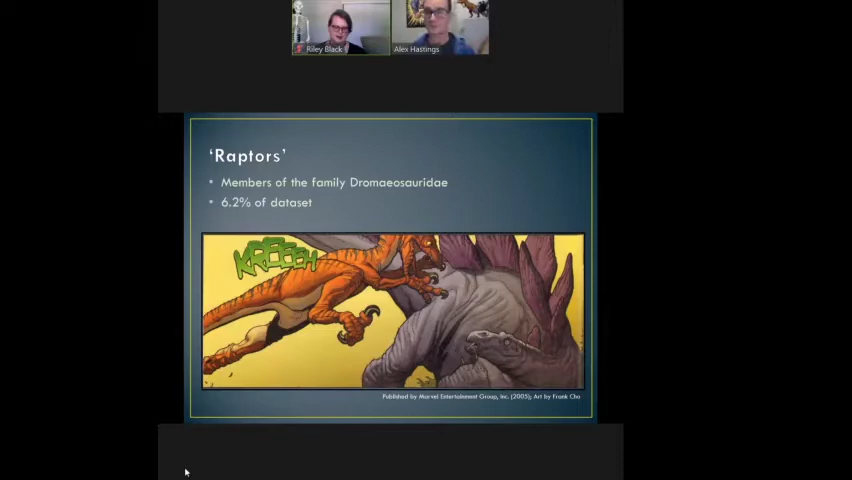 Riley Black
Alex Hastings
‘Raptors’
• Members of the family Dromaeosauridae
• 6.2% of dataset
KREEEH
Published by Marvel Entertainment Group, Inc. (2005); Art by Frank Cho